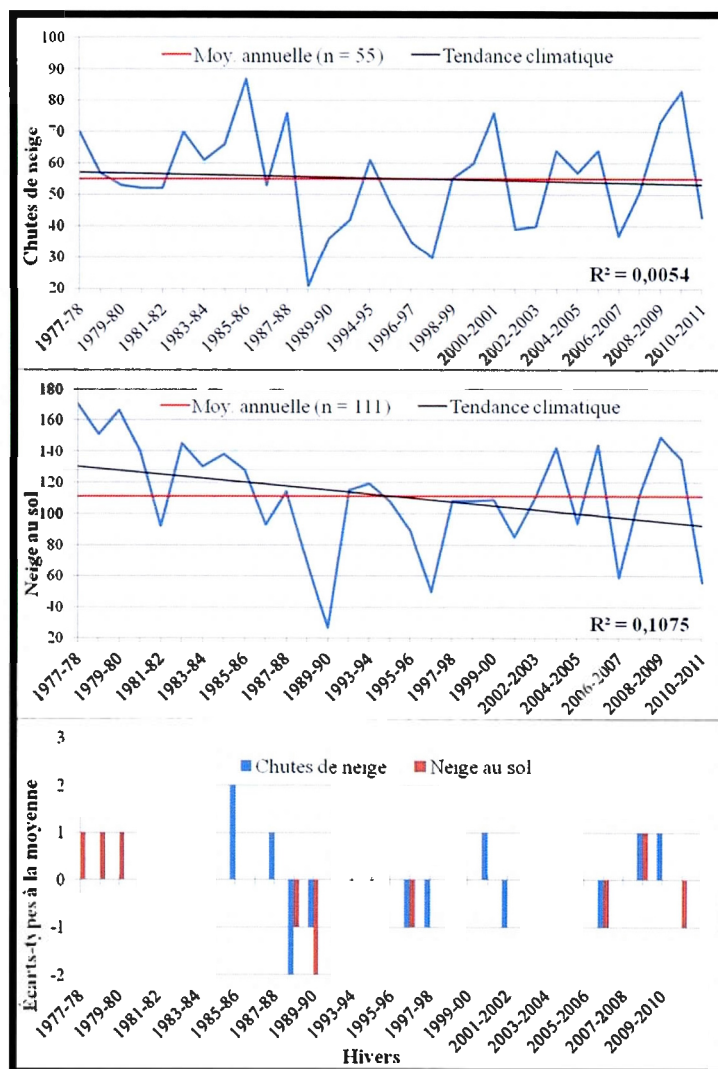 100
90
80
70
60
50
40
30
20
Chutes de neige
Moy. annuelle (n = 55) Tendance climatique
R² = 0,0054
1977-78 1979-80 1981-82 1983-84 1985-86 1987-88 1989-90 1994-95 1996-97 1998-99 2000-2001 2002-2003 2004-2005 2006-2007 2008-2009 2010-2011
180
160
140
120
100
80
60
40
20
Neige au sol
Moy. annuelle (n = 111) Tendance climatique
R² = 0,1075
1977-78 1979-80 1981-82 1983-84 1985-86 1987-88 1989-90 1993-94 1995-96 1997-98 1999-00 2002-2003 2004-2005 2006-2007 2008-2009 2010-2011
3
2
1
0
-1
-2
Écarts-types à la moyenne
Chutes de neige Neige au sol
1977-78 1979-80 1981-82 1983-84 1985-86 1987-88 1989-90 1993-94 1995-96 1997-98 1999-00 2001-2002 2003-2004 2005-2006 2007-2008 2009-2010
Hivers